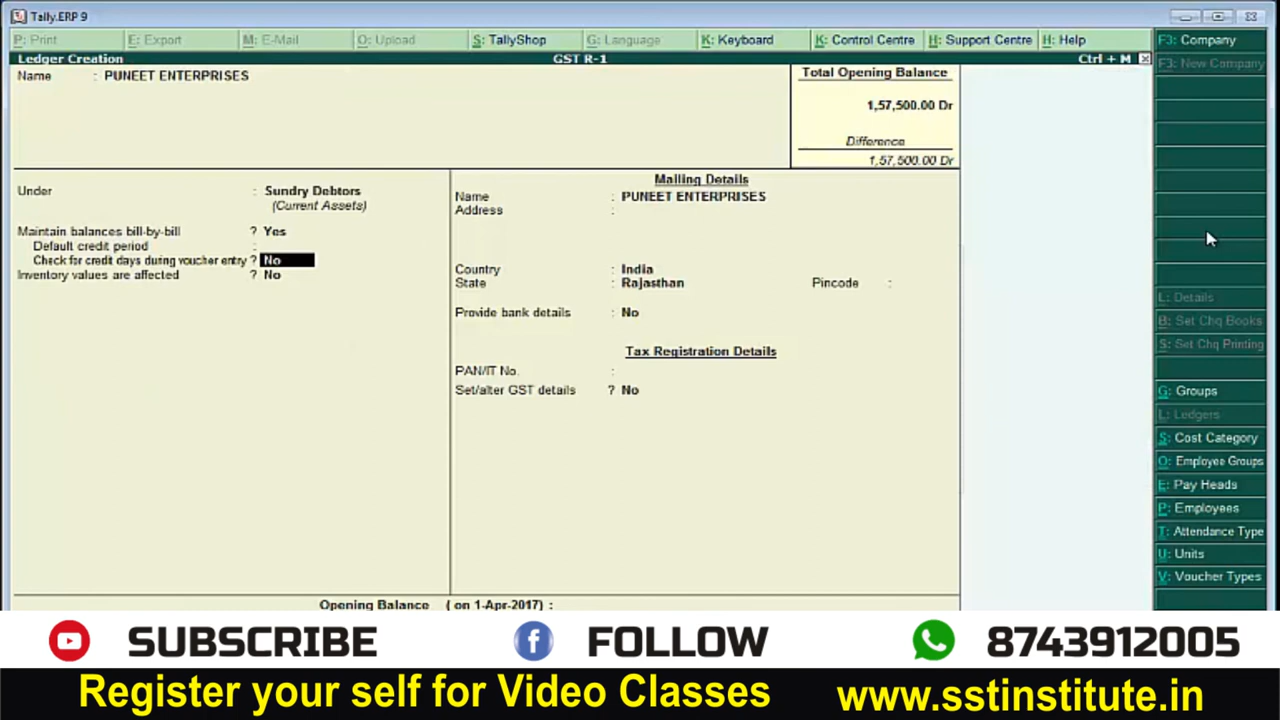 Tally.ERP 9
P: Print E: Export M: E-Mail O: Upload S: TallyShop G: Language K: Keyboard K: Control Centre H: Support Centre H: Help
Ledger Creation GST R-1 Ctrl + M
Name : PUNEET ENTERPRISES
Total Opening Balance
1,57,500.00 Dr
Difference
1,57,500.00 Dr
Under : Sundry Debtors
(Current Assets)
Maintain balances bill-by-bill ? Yes
Default credit period :
Check for credit days during voucher entry ? No
Inventory values are affected ? No
Mailing Details
Name : PUNEET ENTERPRISES
Address :
Country : India
State : Rajasthan Pincode :
Provide bank details : No
Tax Registration Details
PAN/IT No. :
Set/alter GST details ? No
Opening Balance ( on 1-Apr-2017) :
F3: Company
F3: New Company
L: Details
B: Set Chq Books
S: Set Chq Printing
G: Groups
L: Ledgers
S: Cost Category
O: Employee Groups
E: Pay Heads
P: Employees
T: Attendance Type
U: Units
V: Voucher Types
SUBSCRIBE FOLLOW 8743912005
Register your self for Video Classes www.sstinstitute.in